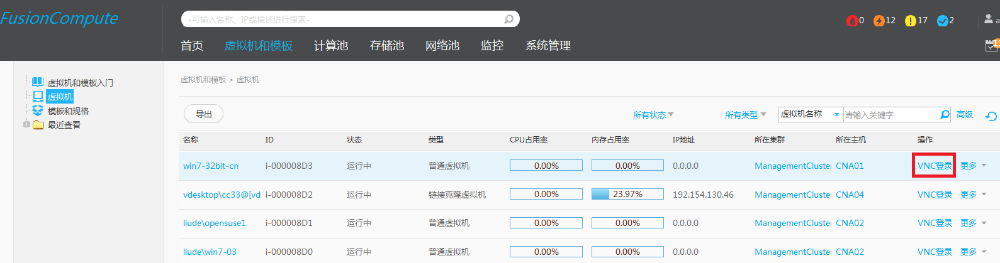 FusionCompute
-可输入名称、IP或描述进行搜索-
0 12 17 2
a
首页 虚拟机和模板 计算池 存储池 网络池 监控 系统管理
虚拟机和模板入门
虚拟机
模板和规格
最近查看
虚拟机和模板 > 虚拟机
导出 所有状态 所有类型 虚拟机名称 请输入关键字 高级
名称 ID 状态 类型 CPU占用率 内存占用率 IP地址 所在集群 所在主机 操作
win7-32bit-cn i-000008D3 运行中 普通虚拟机 0.00% 0.00% 0.0.0.0 ManagementCluster CNA01 VNC登录 更多
vdesktop\cc33@[vd i-000008D2 运行中 链接克隆虚拟机 0.00% 23.97% 192.154.130.46 ManagementCluster CNA04 VNC登录 更多
liude\opensuse1 i-000008D1 运行中 普通虚拟机 0.00% 0.00% 0.0.0.0 ManagementCluster CNA02 VNC登录 更多
liude\win7-03 i-000008D0 运行中 普通虚拟机 0.00% 0.00% 0.0.0.0 ManagementCluster CNA02 VNC登录 更多